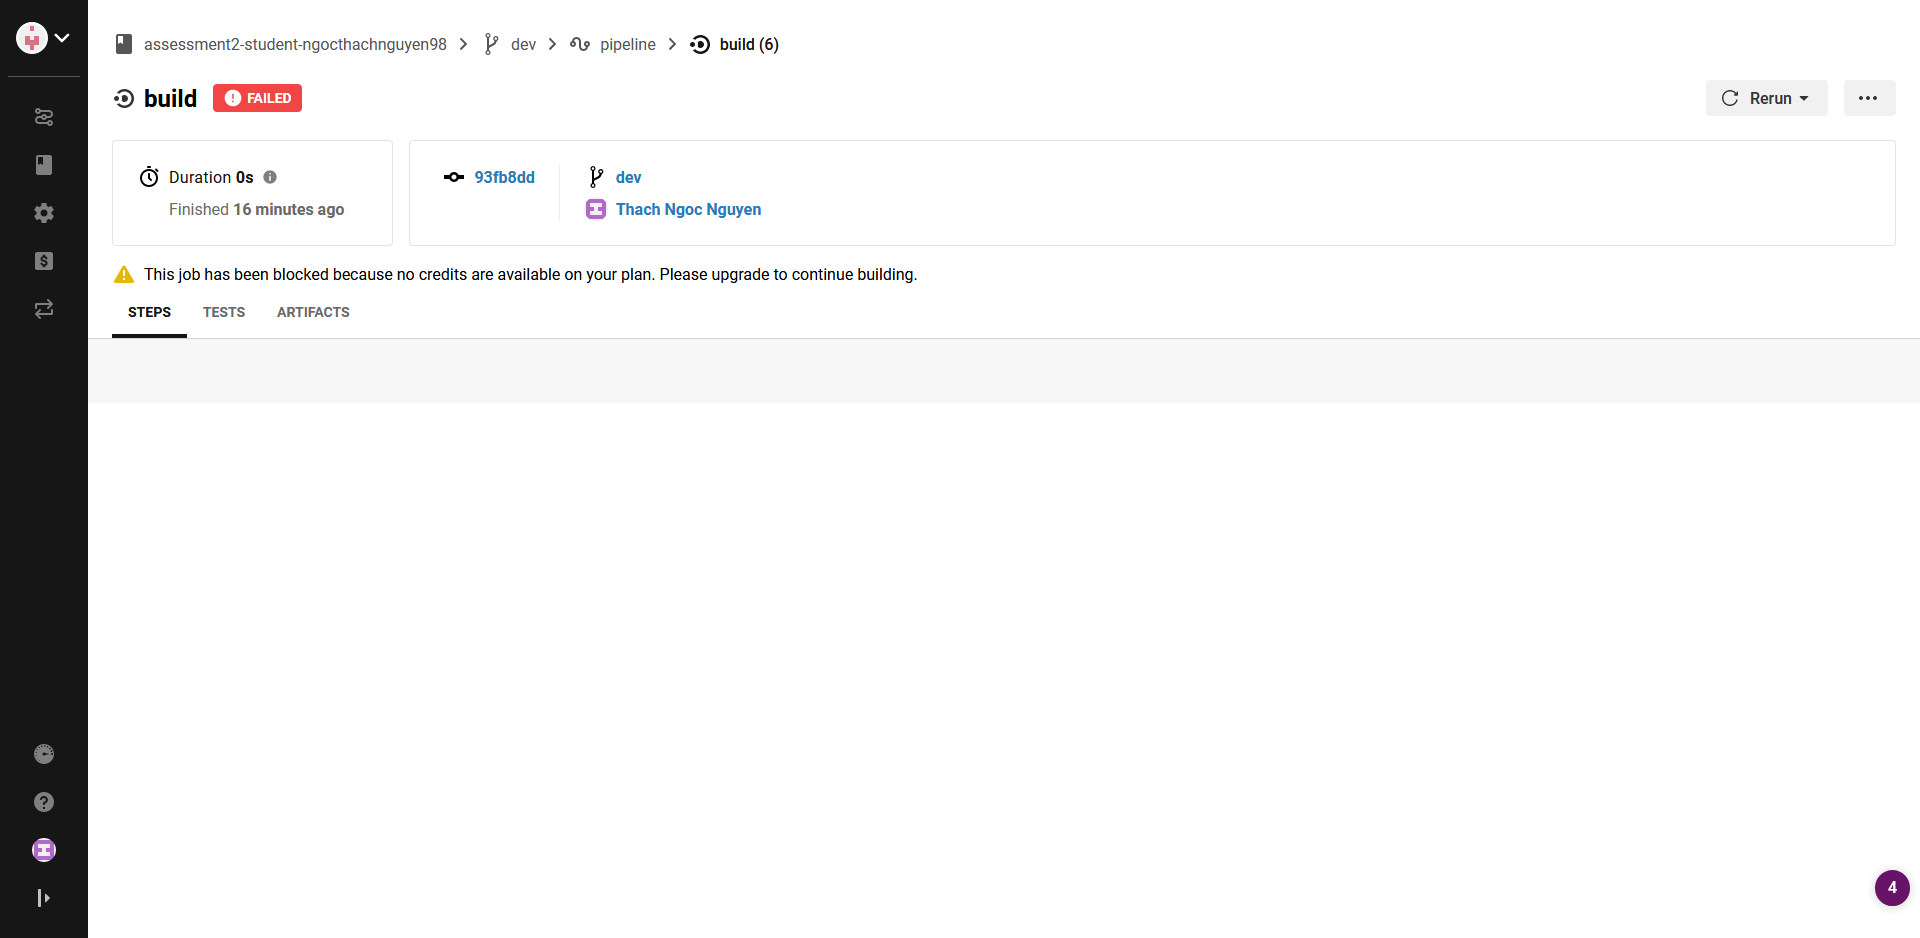 assessment2-student-ngocthachnguyen98 dev pipeline build (6)
build FAILED Rerun
Duration 0s
Finished 16 minutes ago
93fb8dd dev
Thach Ngoc Nguyen
This job has been blocked because no credits are available on your plan. Please upgrade to continue building.
STEPS TESTS ARTIFACTS
4